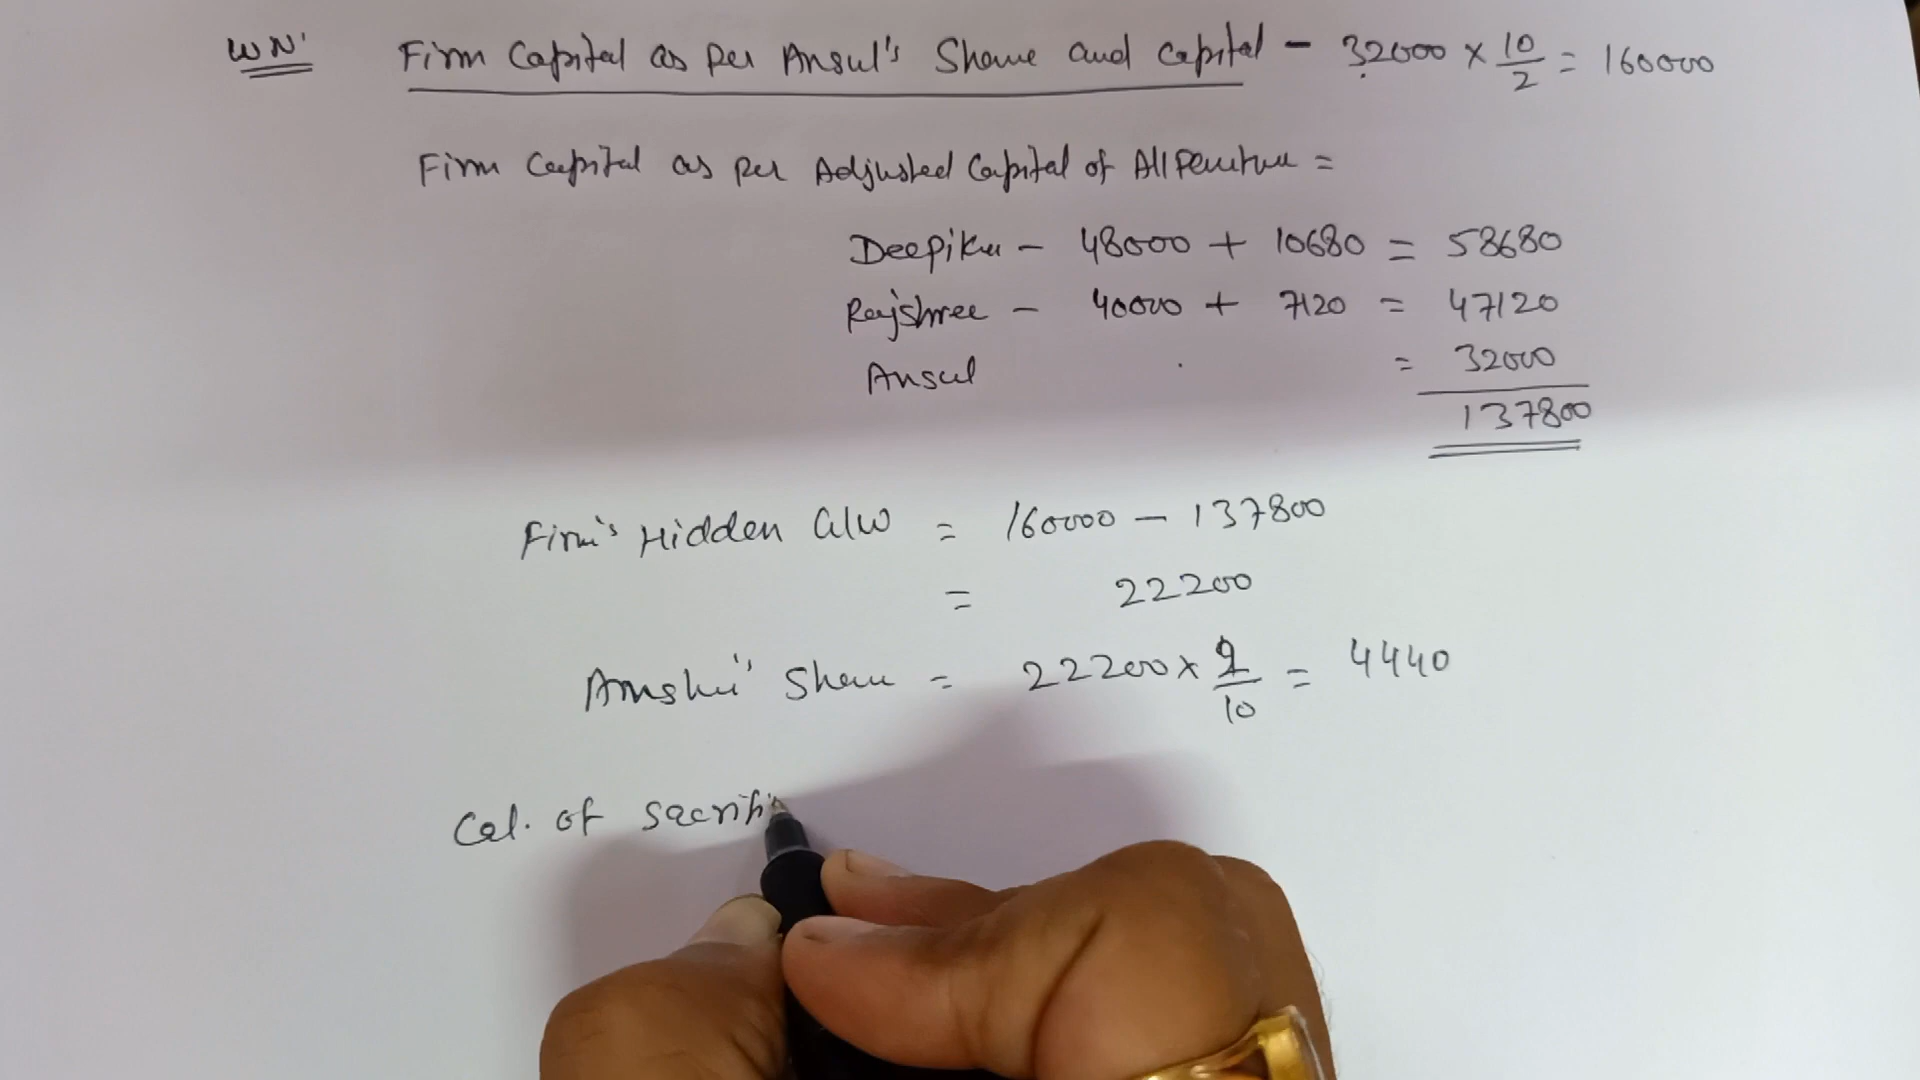 WN' Firm Capital as per Ansul's Share and Capital - 32000 × 10/2 = 160000
Firm Capital as per Adjusted Capital of All =
Deepika - 48000 + 10680 = 58680
Rajshree - 40000 + 7120 = 47120
Ansul = 32000
137800
Firm's Hidden G/W = 160000 - 137800
= 22200
Share = 22200 × 2/10 = 4440
Cal. of sacrifi